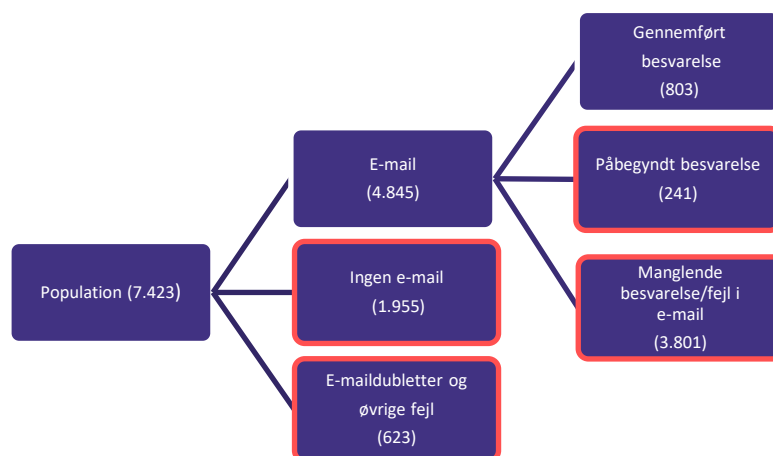 Gennemført
besvarelse
(803)
E-mail
(4.845)
Påbegyndt besvarelse
(241)
Population (7.423)
Ingen e-mail
(1.955)
Manglende
besvarelse/fejl i
e-mail
(3.801)
E-maildubletter og
øvrige fejl
(623)